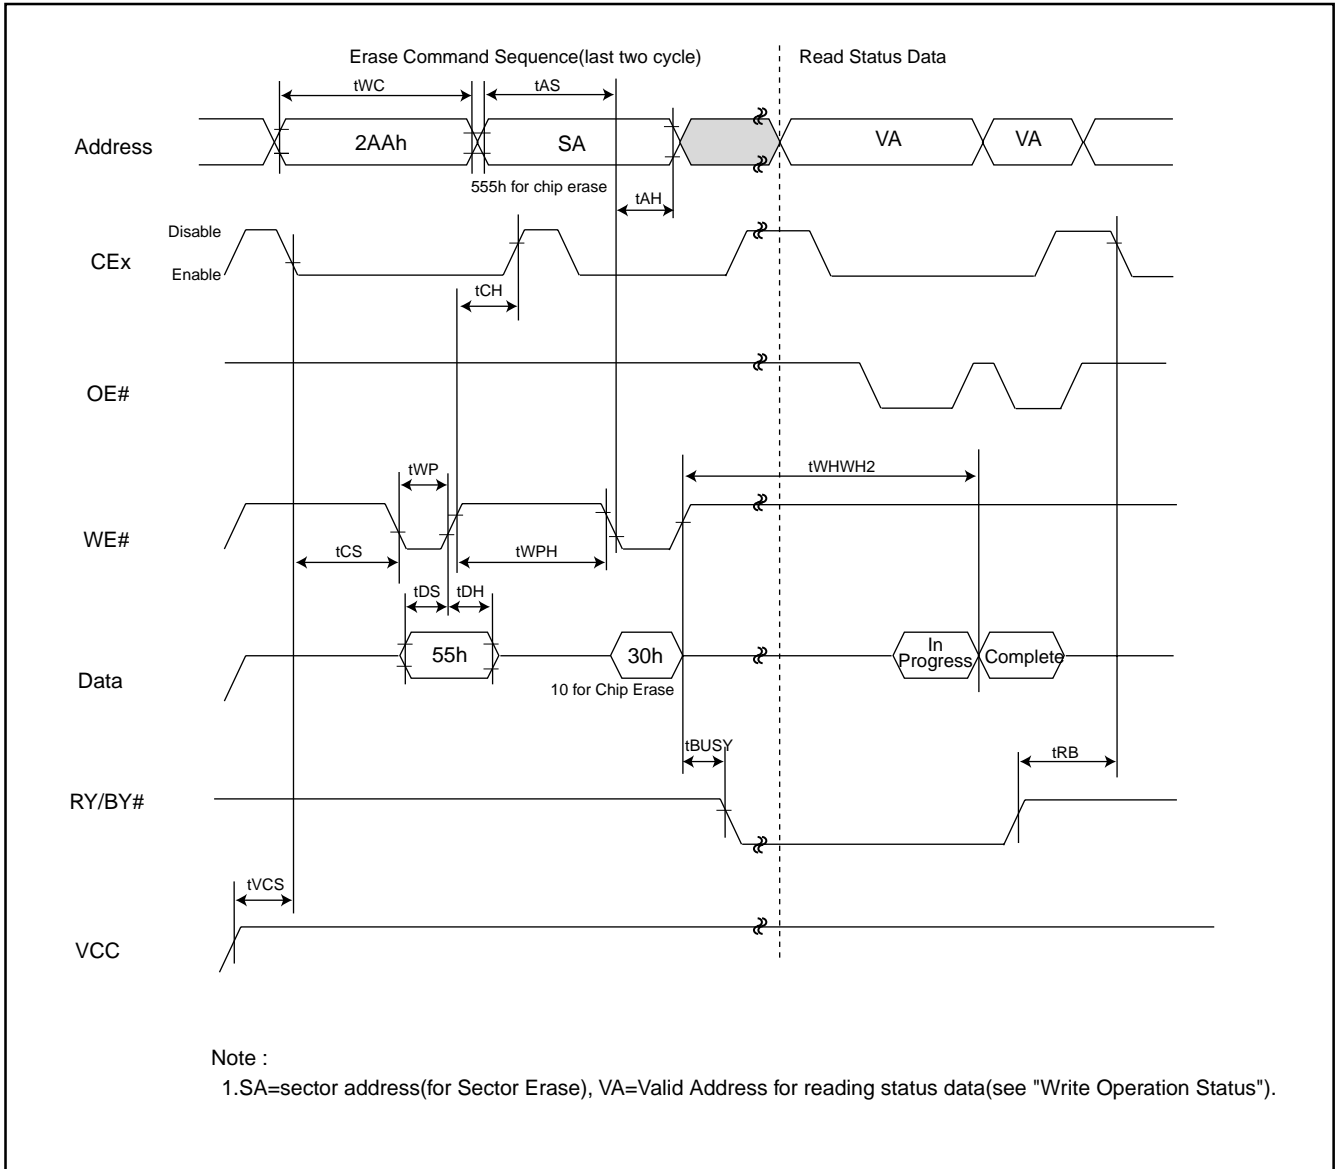 Erase Command Sequence(last two cycle)
Read Status Data
tWC
tAS
Address
2AAh
SA
VA
VA
555h for chip erase
tAH
Disable
CEx
Enable
tCH
OE#
tWP
tWHWH2
WE#
tCS
tWPH
tDS
tDH
55h
30h
In
Progress
Complete
Data
10 for Chip Erase
tBUSY
tRB
RY/BY#
tVCS
VCC
Note :
1.SA=sector address(for Sector Erase), VA=Valid Address for reading status data(see "Write Operation Status").